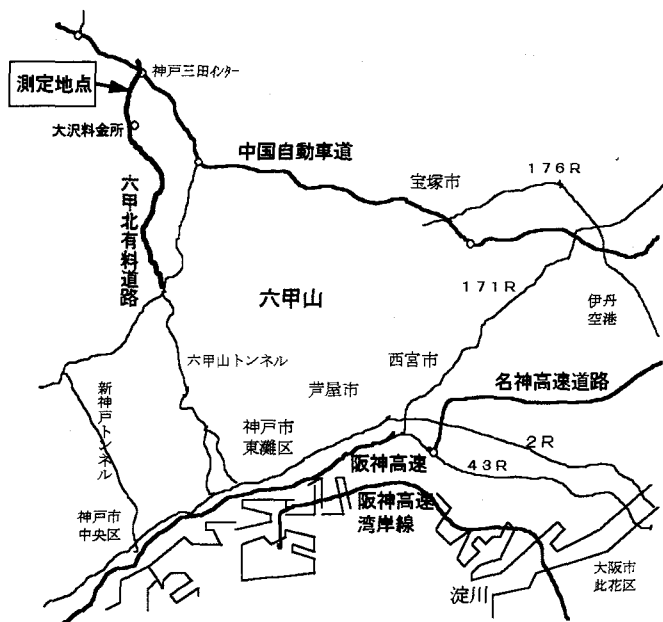 神戸三田インター
測定地点
大沢料金所
中国自動車道
宝塚市
176R
六甲北有料道路
六甲山
171R
伊丹
空港
六甲山トンネル
西宮市
芦屋市
名神高速道路
新神戸トンネル
神戸市
東灘区
2R
阪神高速
43R
阪神高速
湾岸線
神戸市
中央区
大阪市
此花区
淀川